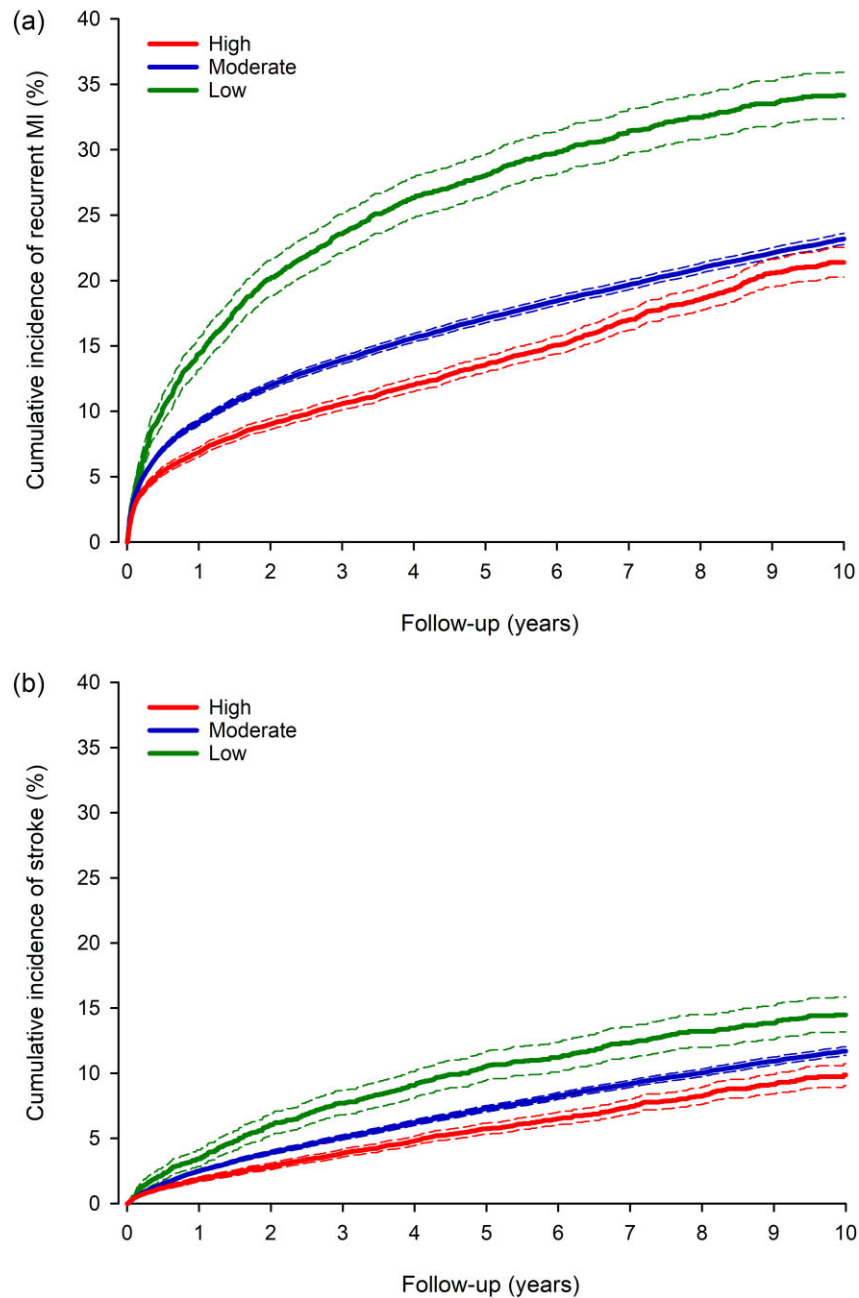 (a)
Cumulative incidence of recurrent MI (%)
40
35
30
25
20
15
10
5
0
High
Moderate
Low
0 1 2 3 4 5 6 7 8 9 10
Follow-up (years)
(b)
Cumulative incidence of stroke (%)
40
35
30
25
20
15
10
5
0
High
Moderate
Low
0 1 2 3 4 5 6 7 8 9 10
Follow-up (years)